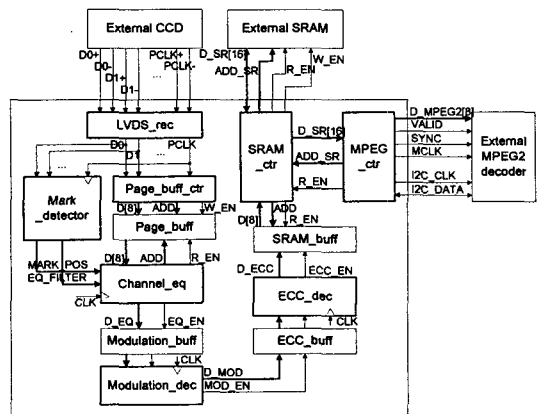 External CCD
External SRAM
D0+
D0-
D1+
D1-
PCLK+
PCLK-
D_SR[16]
ADD_SR
R_EN
W_EN
LVDS_rec
D0
D1
PCLK
...
SRAM
_ctr
D_SR[16]
ADD_SR
R_EN
MPEG
_ctr
D_MPEG2[8]
VALID
SYNC
MCLK
I2C_CLK
I2C_DATA
External
MPEG2
decoder
Mark
_detector
Page_buff_ctr
D[8]
ADD
W_EN
Page_buff
D[8]
ADD
R_EN
D[8]
ADD
R_EN
SRAM_buff
MARK_POS
EQ_FILTER
CLK
Channel_eq
D_ECC
ECC_EN
ECC_dec
CLK
D_EQ
EQ_EN
Modulation_buff
ECC_buff
CLK
Modulation_dec
D_MOD
MOD_EN